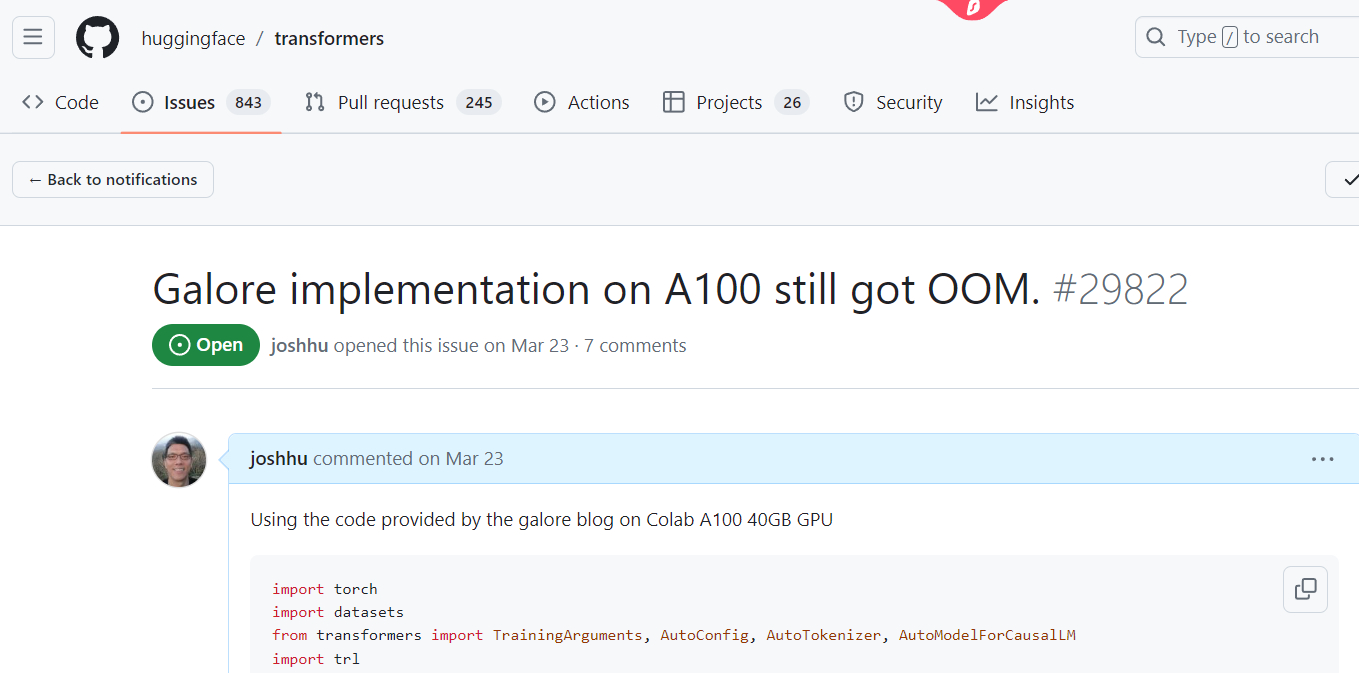 huggingface / transformers
Type / to search
Code Issues 843 Pull requests 245 Actions Projects 26 Security Insights
← Back to notifications
Galore implementation on A100 still got OOM. #29822
Open joshhu opened this issue on Mar 23 · 7 comments
joshhu commented on Mar 23
Using the code provided by the galore blog on Colab A100 40GB GPU
import torch
import datasets
from transformers import TrainingArguments, AutoConfig, AutoTokenizer, AutoModelForCausalLM
import trl